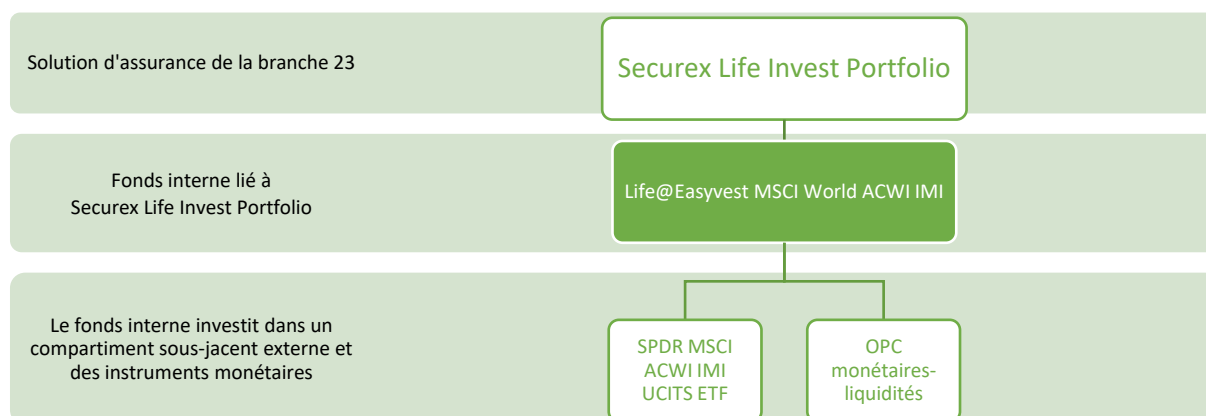 Solution d'assurance de la branche 23
Securex Life Invest Portfolio
Fonds interne lié à
Securex Life Invest Portfolio
Life@Easyvest MSCI World ACWI IMI
Le fonds interne investit dans un
compartiment sous-jacent externe et
des instruments monétaires
SPDR MSCI
ACWI IMI
UCITS ETF
OPC
monétaires-
liquidités